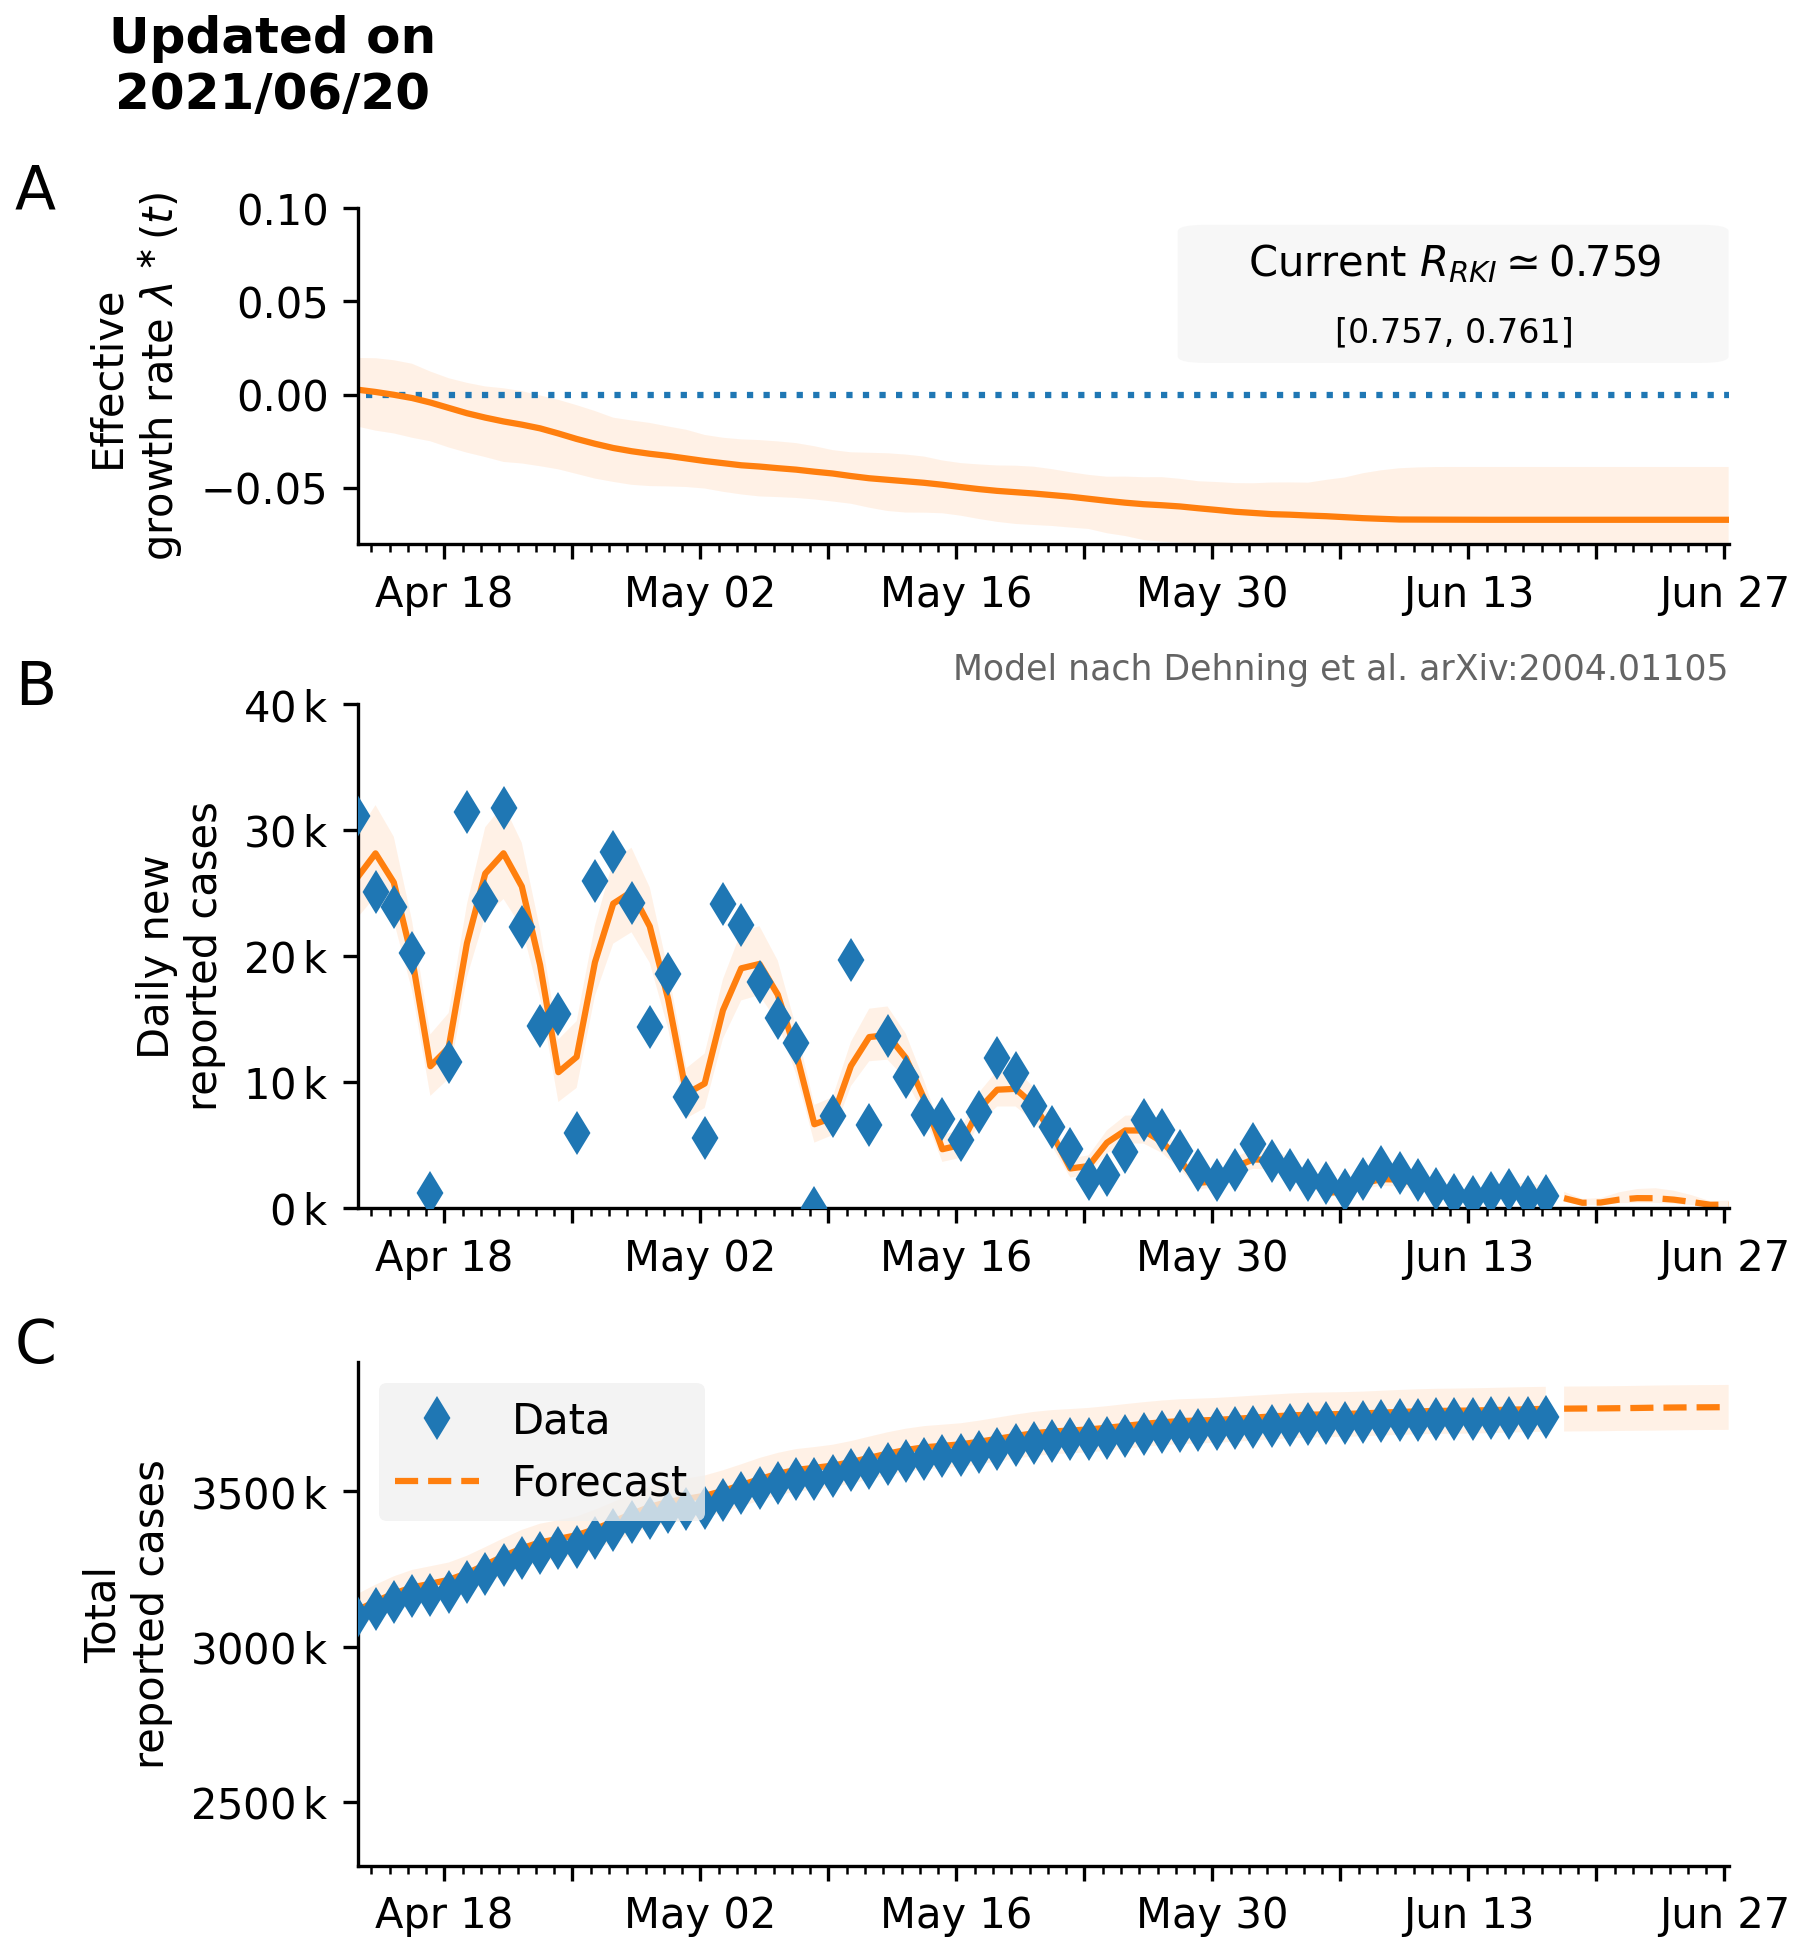 Updated on
2021/06/20
A
Effective
growth rate λ * (t)
0.10
0.05
0.00
−0.05
Current R_RKI ≃ 0.759
[0.757, 0.761]
Apr 18 May 02 May 16 May 30 Jun 13 Jun 27
B
Model nach Dehning et al. arXiv:2004.01105
Daily new
reported cases
40 k
30 k
20 k
10 k
0 k
Apr 18 May 02 May 16 May 30 Jun 13 Jun 27
C
Total
reported cases
Data
Forecast
3500 k
3000 k
2500 k
Apr 18 May 02 May 16 May 30 Jun 13 Jun 27